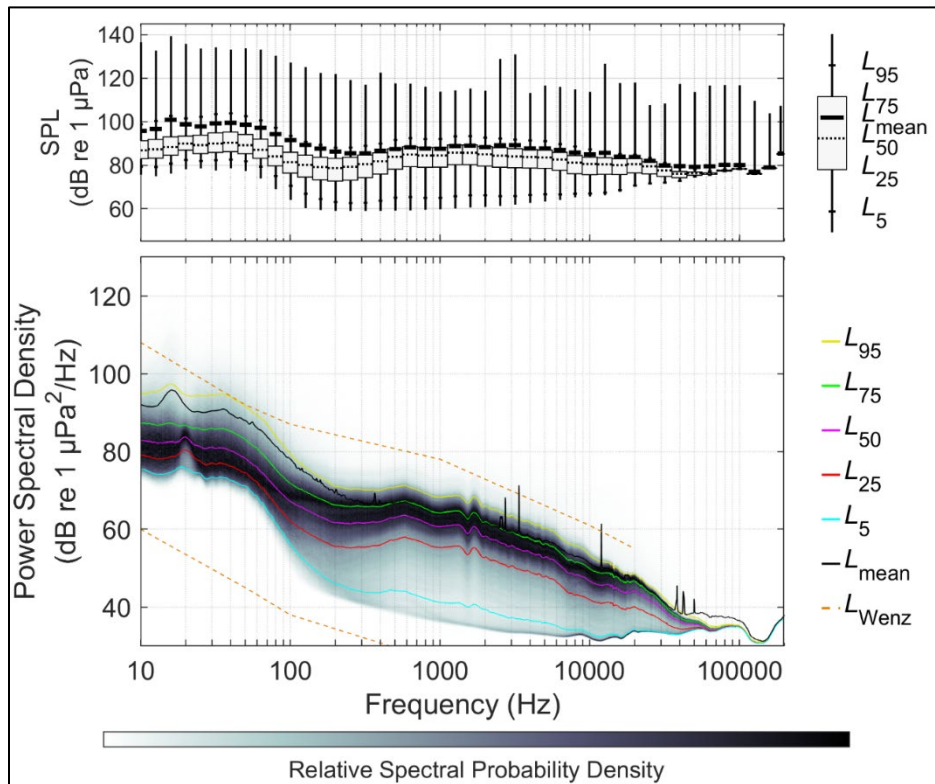 140
120
100
80
60
SPL
(dB re 1 µPa)
L95
L75
Lmean
L50
L25
L5
120
100
80
60
40
Power Spectral Density
(dB re 1 µPa²/Hz)
10
100
1000
10000
100000
Frequency (Hz)
L95
L75
L50
L25
L5
Lmean
LWenz
Relative Spectral Probability Density